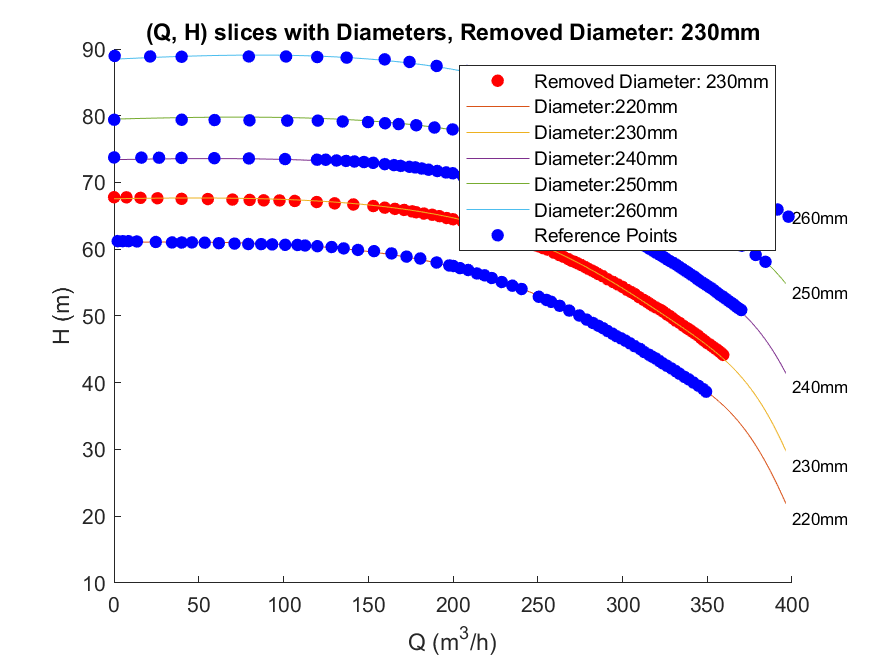 (Q, H) slices with Diameters, Removed Diameter: 230mm
90
80
70
60
50
40
30
20
10
H (m)
Removed Diameter: 230mm
Diameter:220mm
Diameter:230mm
Diameter:240mm
Diameter:250mm
Diameter:260mm
Reference Points
260mm
250mm
240mm
230mm
220mm
0 50 100 150 200 250 300 350 400
Q (m³/h)